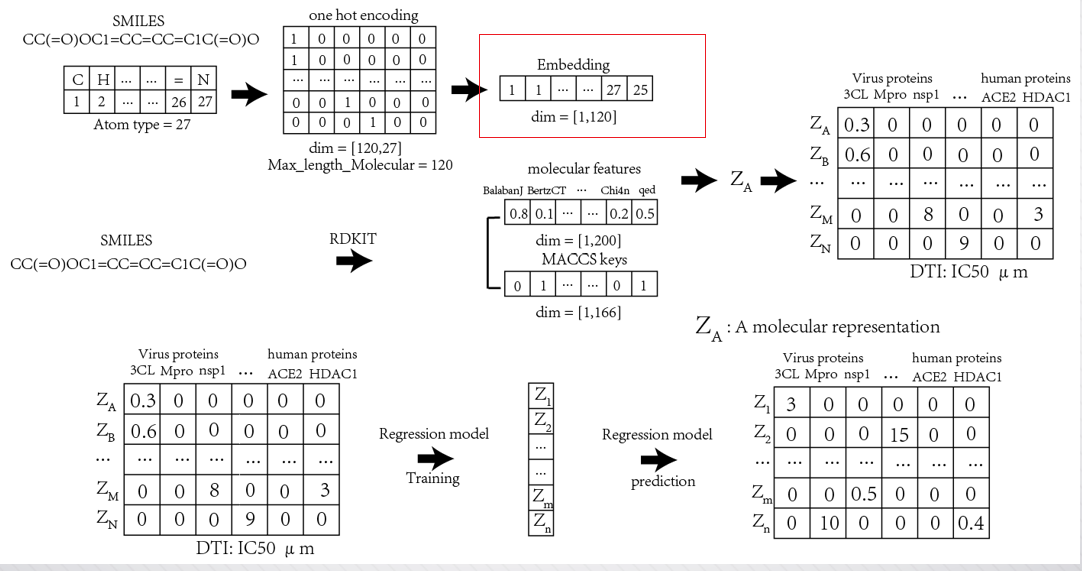 SMILES
CC(=O)OC1=CC=CC=C1C(=O)O
C H ... ... = N
1 2 ... ... 26 27
Atom type = 27
one hot encoding
1 0 0 0 0 0
1 0 0 0 0 0
... ... ... ... ... ...
0 0 1 0 0 0
0 0 0 1 0 0
dim = [120,27]
Max_length_Molecular = 120
Embedding
1 1 ... ... 27 25
dim = [1,120]
SMILES
CC(=O)OC1=CC=CC=C1C(=O)O
RDKIT
molecular features
BalabanJ BertzCT ... Chi4n qed
0.8 0.1 ... ... 0.2 0.5
dim = [1,200]
MACCS keys
0 1 ... ... 0 1
dim = [1,166]
Z_A
Virus proteins human proteins
3CL Mpro nsp1 ... ACE2 HDAC1
Z_A 0.3 0 0 0 0 0
Z_B 0.6 0 0 0 0 0
... ... ... ... ... ... ...
Z_M 0 0 8 0 0 3
Z_N 0 0 0 9 0 0
DTI: IC50 μm
Z_A : A molecular representation
Virus proteins human proteins
3CL Mpro nsp1 ... ACE2 HDAC1
Z_A 0.3 0 0 0 0 0
Z_B 0.6 0 0 0 0 0
... ... ... ... ... ... ...
Z_M 0 0 8 0 0 3
Z_N 0 0 0 9 0 0
DTI: IC50 μm
Regression model
Training
Z_1
Z_2
...
...
Z_m
Z_n
Regression model
prediction
Virus proteins human proteins
3CL Mpro nsp1 ... ACE2 HDAC1
Z_1 3 0 0 0 0 0
Z_2 0 0 0 15 0 0
... ... ... ... ... ... ...
Z_m 0 0 0.5 0 0 0
Z_n 0 10 0 0 0 0.4
DTI: IC50 μm